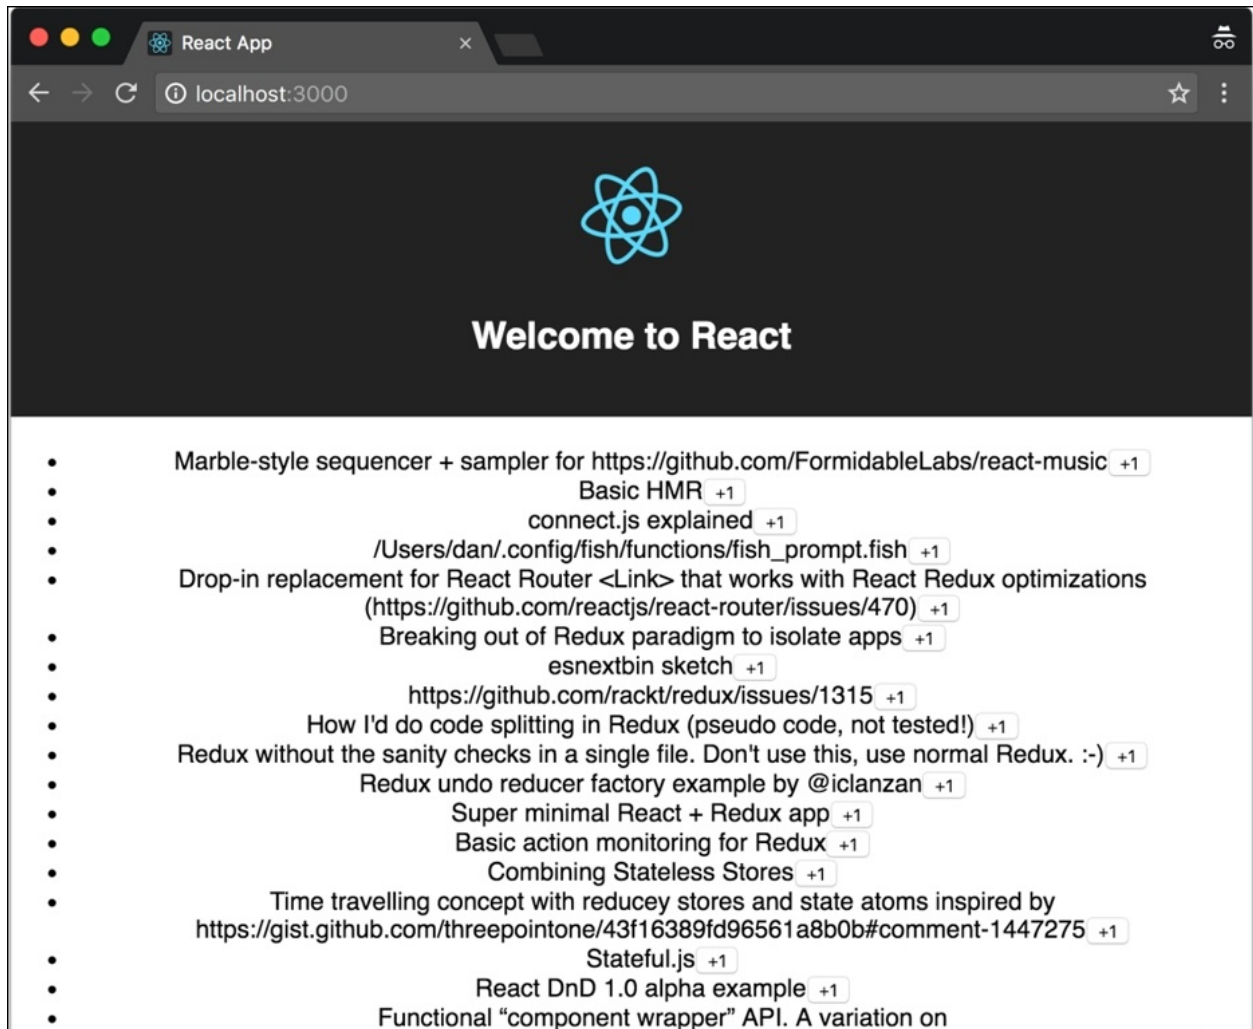 React App
localhost:3000
Welcome to React
Marble-style sequencer + sampler for https://github.com/FormidableLabs/react-music +1
Basic HMR +1
connect.js explained +1
/Users/dan/.config/fish/functions/fish_prompt.fish +1
Drop-in replacement for React Router <Link> that works with React Redux optimizations
(https://github.com/reactjs/react-router/issues/470) +1
Breaking out of Redux paradigm to isolate apps +1
esnextbin sketch +1
https://github.com/rackt/redux/issues/1315 +1
How I'd do code splitting in Redux (pseudo code, not tested!) +1
Redux without the sanity checks in a single file. Don't use this, use normal Redux. :-) +1
Redux undo reducer factory example by @iclanzan +1
Super minimal React + Redux app +1
Basic action monitoring for Redux +1
Combining Stateless Stores +1
Time travelling concept with reducey stores and state atoms inspired by
https://gist.github.com/threepointone/43f16389fd96561a8b0b#comment-1447275 +1
Stateful.js +1
React DnD 1.0 alpha example +1
Functional “component wrapper” API. A variation on